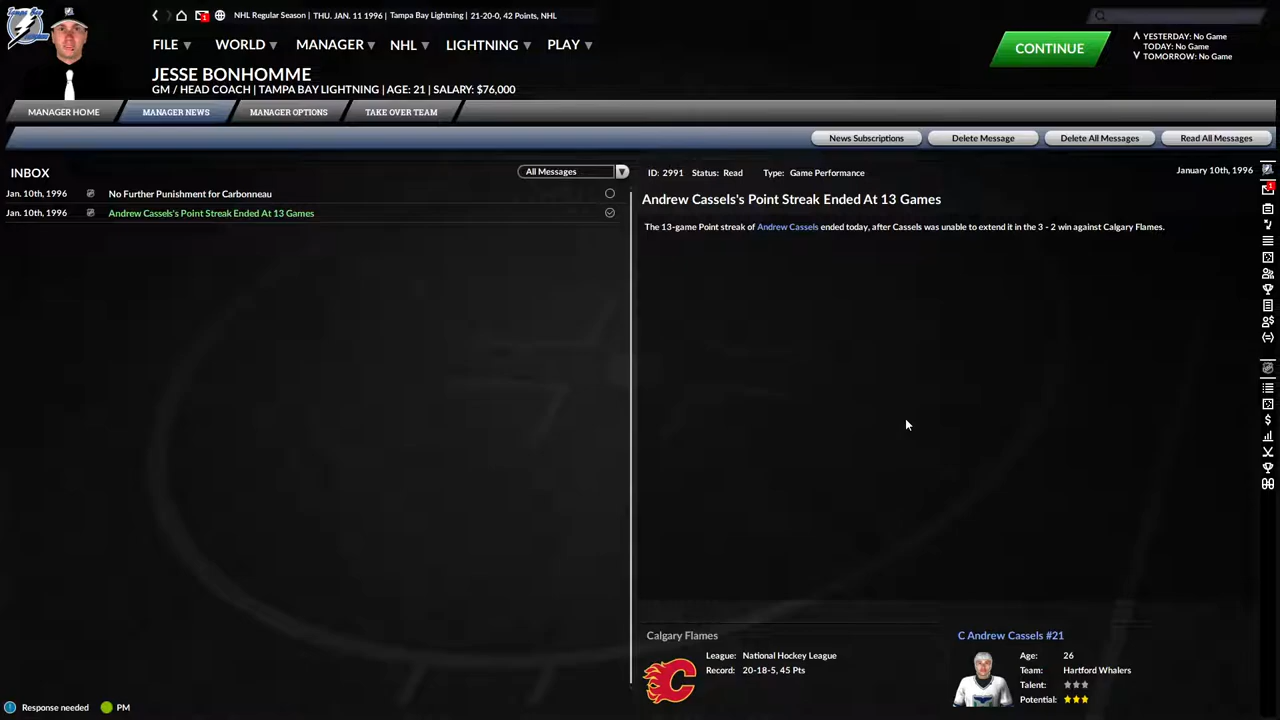 NHL Regular Season | THU. JAN. 11 1996 | Tampa Bay Lightning | 21-20-0, 42 Points, NHL
FILE WORLD MANAGER NHL LIGHTNING PLAY
CONTINUE
YESTERDAY: No Game
TODAY: No Game
TOMORROW: No Game
JESSE BONHOMME
GM / HEAD COACH | TAMPA BAY LIGHTNING | AGE: 21 | SALARY: $76,000
MANAGER HOME MANAGER NEWS MANAGER OPTIONS TAKE OVER TEAM
News Subscriptions Delete Message Delete All Messages Read All Messages
INBOX
All Messages
Jan. 10th, 1996 No Further Punishment for Carbonneau
Jan. 10th, 1996 Andrew Cassels's Point Streak Ended At 13 Games
ID: 2991 Status: Read Type: Game Performance January 10th, 1996
Andrew Cassels's Point Streak Ended At 13 Games
The 13-game Point streak of Andrew Cassels ended today, after Cassels was unable to extend it in the 3 - 2 win against Calgary Flames.
Calgary Flames
League: National Hockey League
Record: 20-18-5, 45 Pts
C Andrew Cassels #21
Age: 26
Team: Hartford Whalers
Talent:
Potential:
Response needed PM